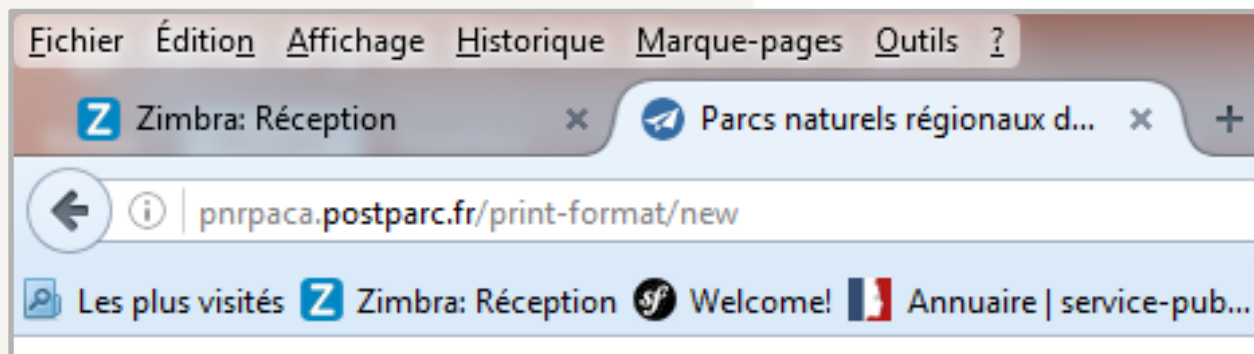 Fichier Édition Affichage Historique Marque-pages Outils ?
Z Zimbra: Réception × Parcs naturels régionaux d... × +
pnrpaca.postparc.fr/print-format/new
Les plus visités Z Zimbra: Réception sf Welcome! Annuaire | service-pub...